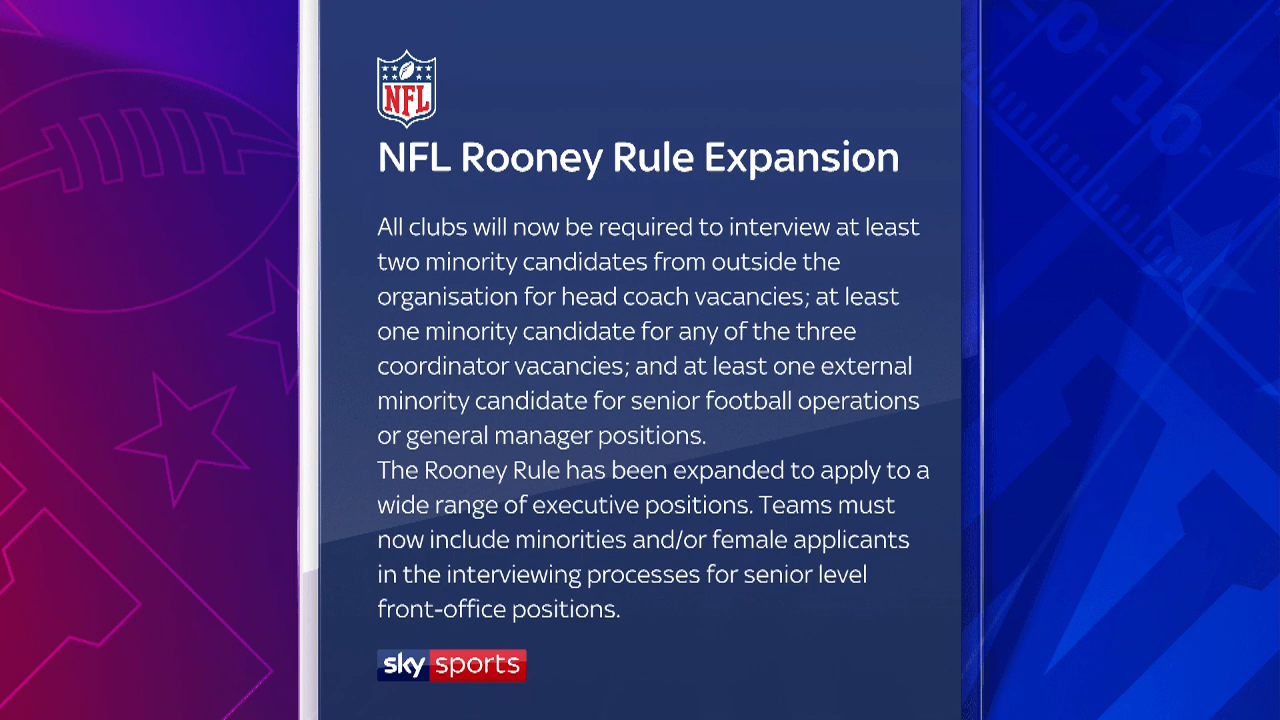 NFL
NFL Rooney Rule Expansion
All clubs will now be required to interview at least
two minority candidates from outside the
organisation for head coach vacancies; at least
one minority candidate for any of the three
coordinator vacancies; and at least one external
minority candidate for senior football operations
or general manager positions.
The Rooney Rule has been expanded to apply to a
wide range of executive positions. Teams must
now include minorities and/or female applicants
in the interviewing processes for senior level
front-office positions.
sky sports
10